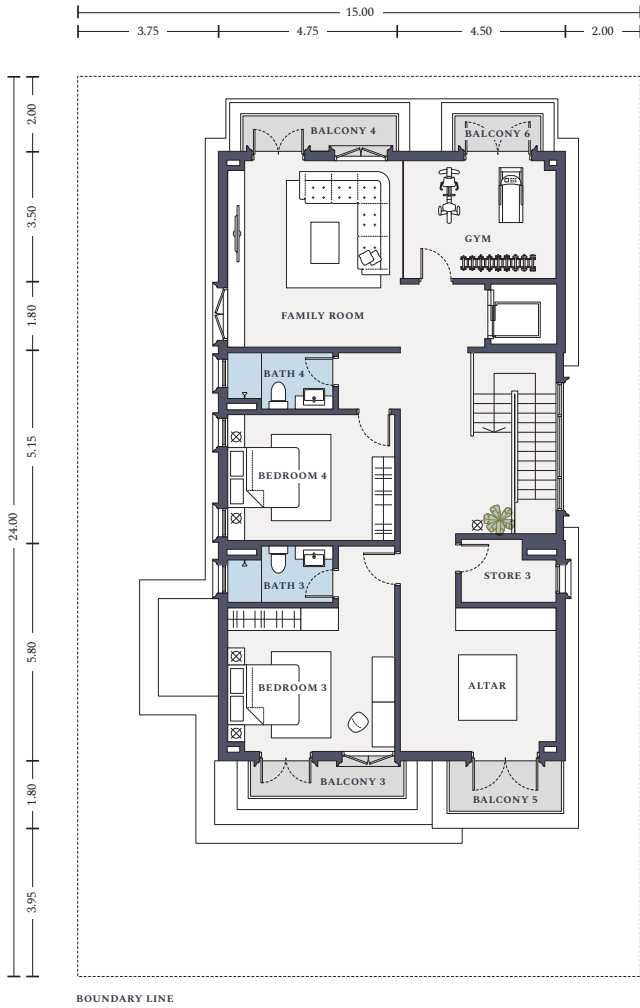 15.00
3.75 4.75 4.50 2.00
2.00
3.50
1.80
5.15
24.00
5.80
1.80
3.95
BALCONY 4
BALCONY 6
GYM
FAMILY ROOM
BATH 4
BEDROOM 4
BATH 3
STORE 3
BEDROOM 3
ALTAR
BALCONY 3
BALCONY 5
BOUNDARY LINE